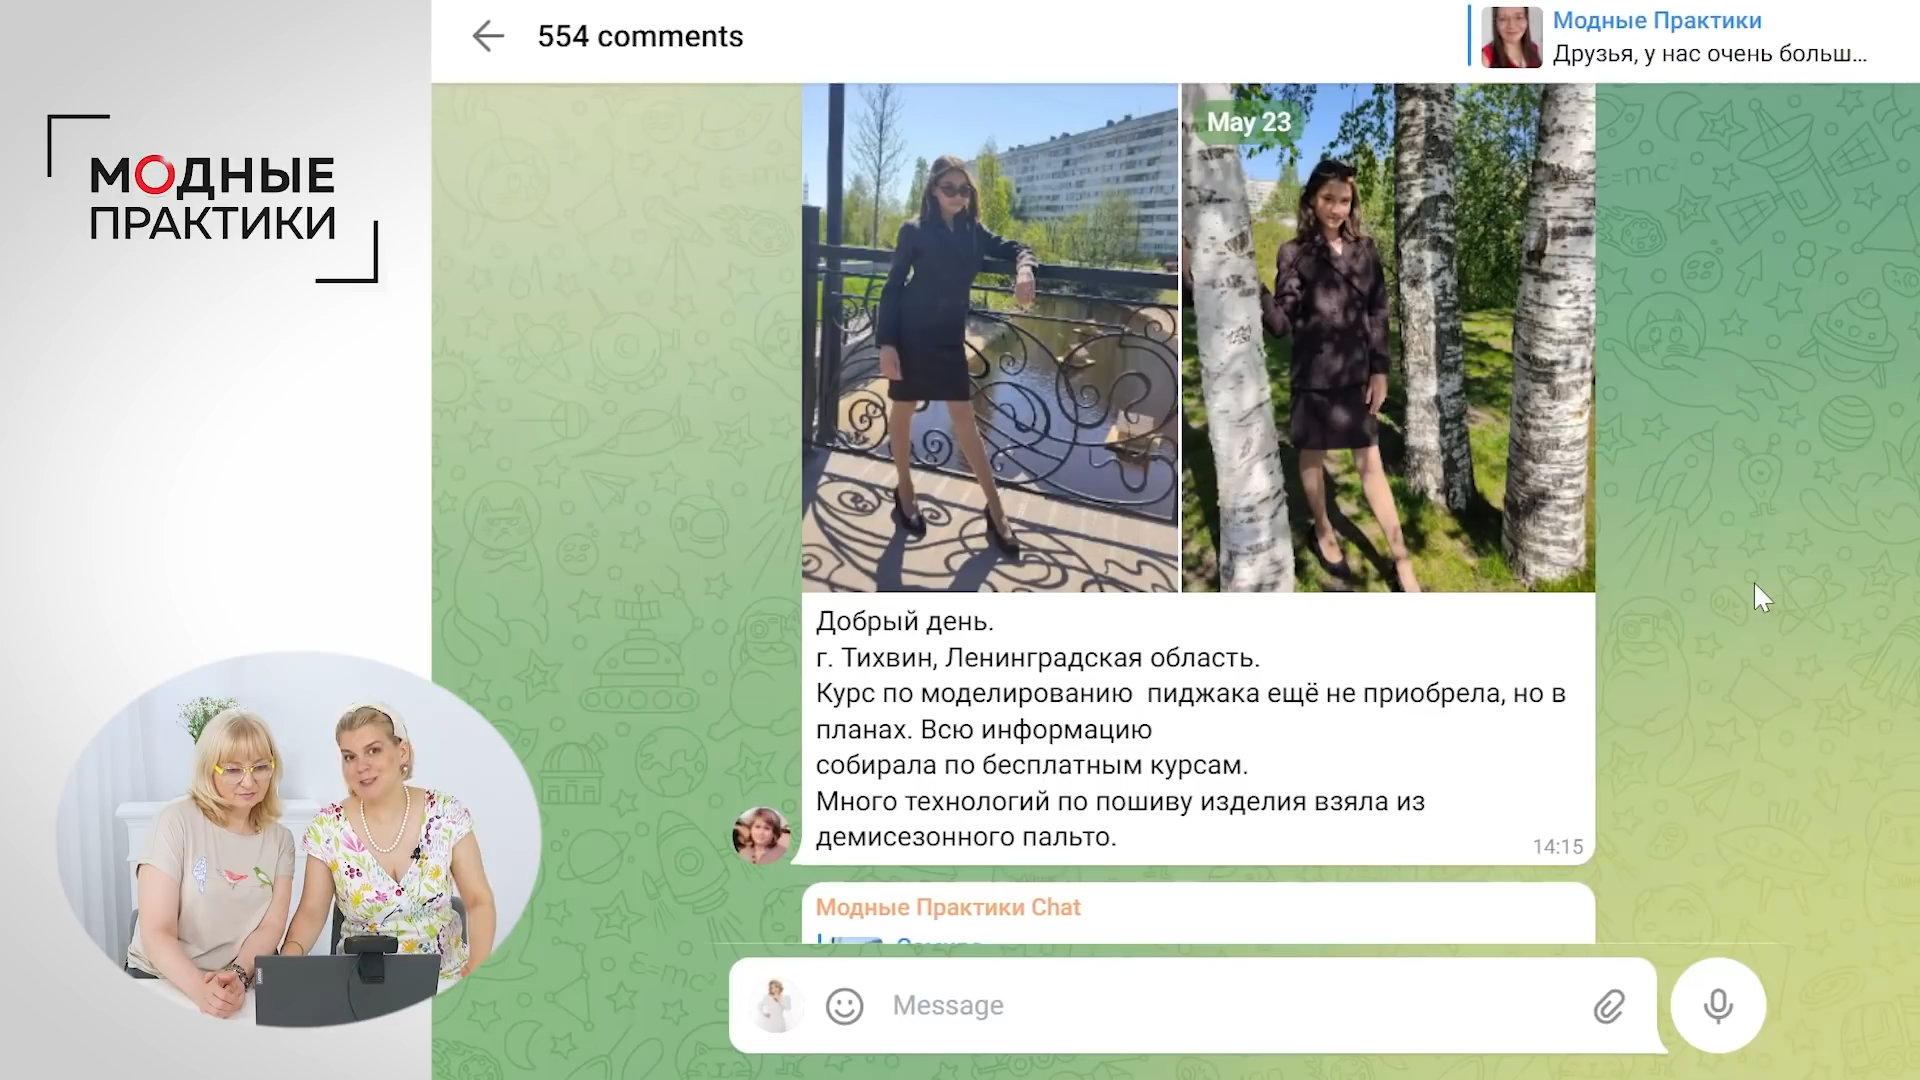 МОДНЫЕ
ПРАКТИКИ
554 comments
Модные Практики
Друзья, у нас очень больш...
May 23
Добрый день.
г. Тихвин, Ленинградская область.
Курс по моделированию пиджака ещё не приобрела, но в
планах. Всю информацию
собирала по бесплатным курсам.
Много технологий по пошиву изделия взяла из
демисезонного пальто.
14:15
Модные Практики Chat
Message